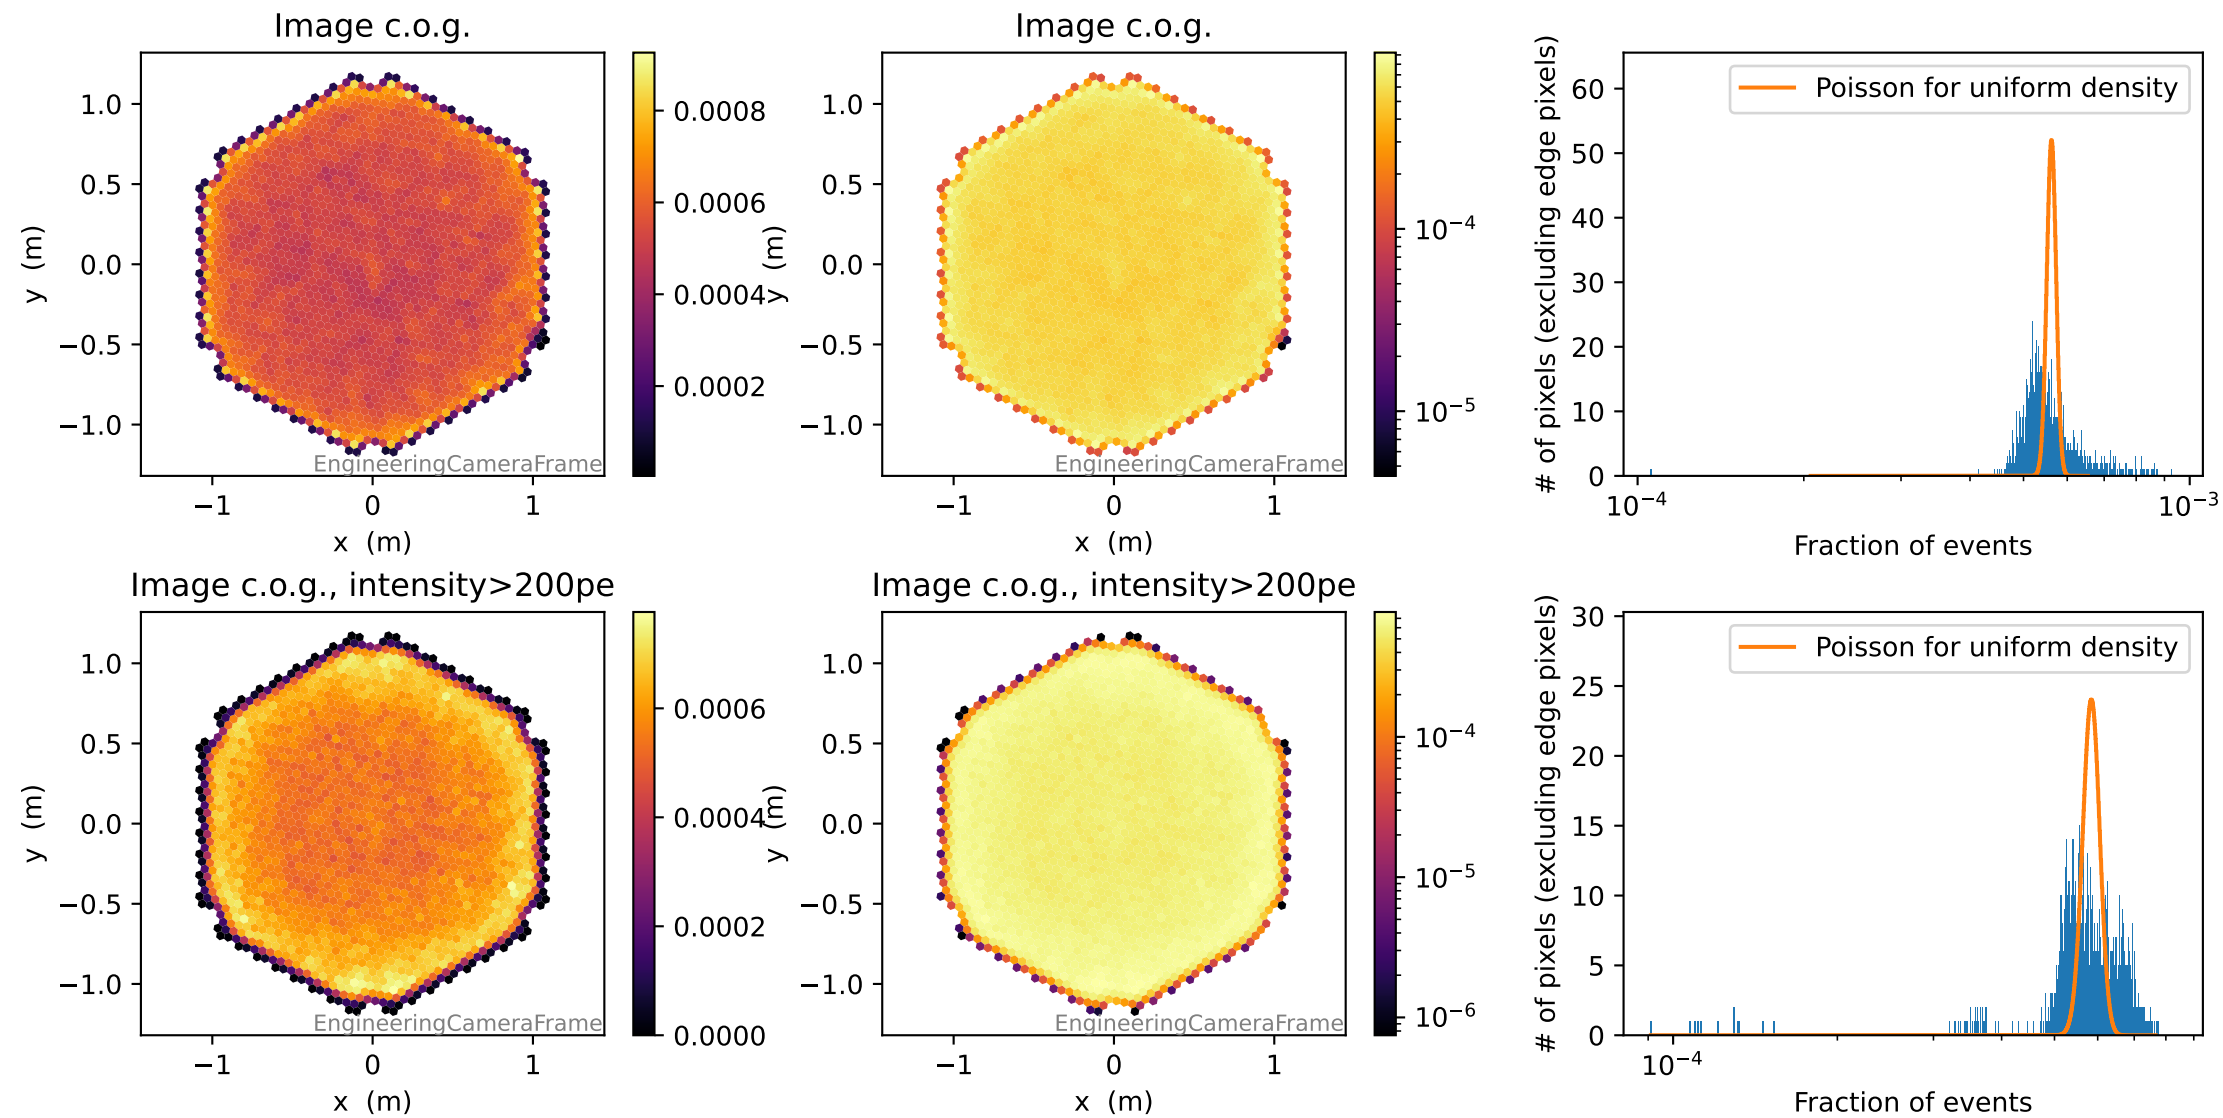 Image c.o.g.
1.0
0.5
0.0
−0.5
−1.0
y (m)
−1 0 1
x (m)
EngineeringCameraFrame
0.0008
0.0006
0.0004
0.0002
Image c.o.g.
1.0
0.5
0.0
−0.5
−1.0
y (m)
−1 0 1
x (m)
EngineeringCameraFrame
10⁻⁴
10⁻⁵
Poisson for uniform density
60
50
40
30
20
10
0
# of pixels (excluding edge pixels)
10⁻⁴ 10⁻³
Fraction of events
Image c.o.g., intensity>200pe
1.0
0.5
0.0
−0.5
−1.0
y (m)
−1 0 1
x (m)
EngineeringCameraFrame
0.0006
0.0004
0.0002
0.0000
Image c.o.g., intensity>200pe
1.0
0.5
0.0
−0.5
−1.0
y (m)
−1 0 1
x (m)
EngineeringCameraFrame
10⁻⁴
10⁻⁵
10⁻⁶
Poisson for uniform density
30
25
20
15
10
5
0
# of pixels (excluding edge pixels)
10⁻⁴
Fraction of events